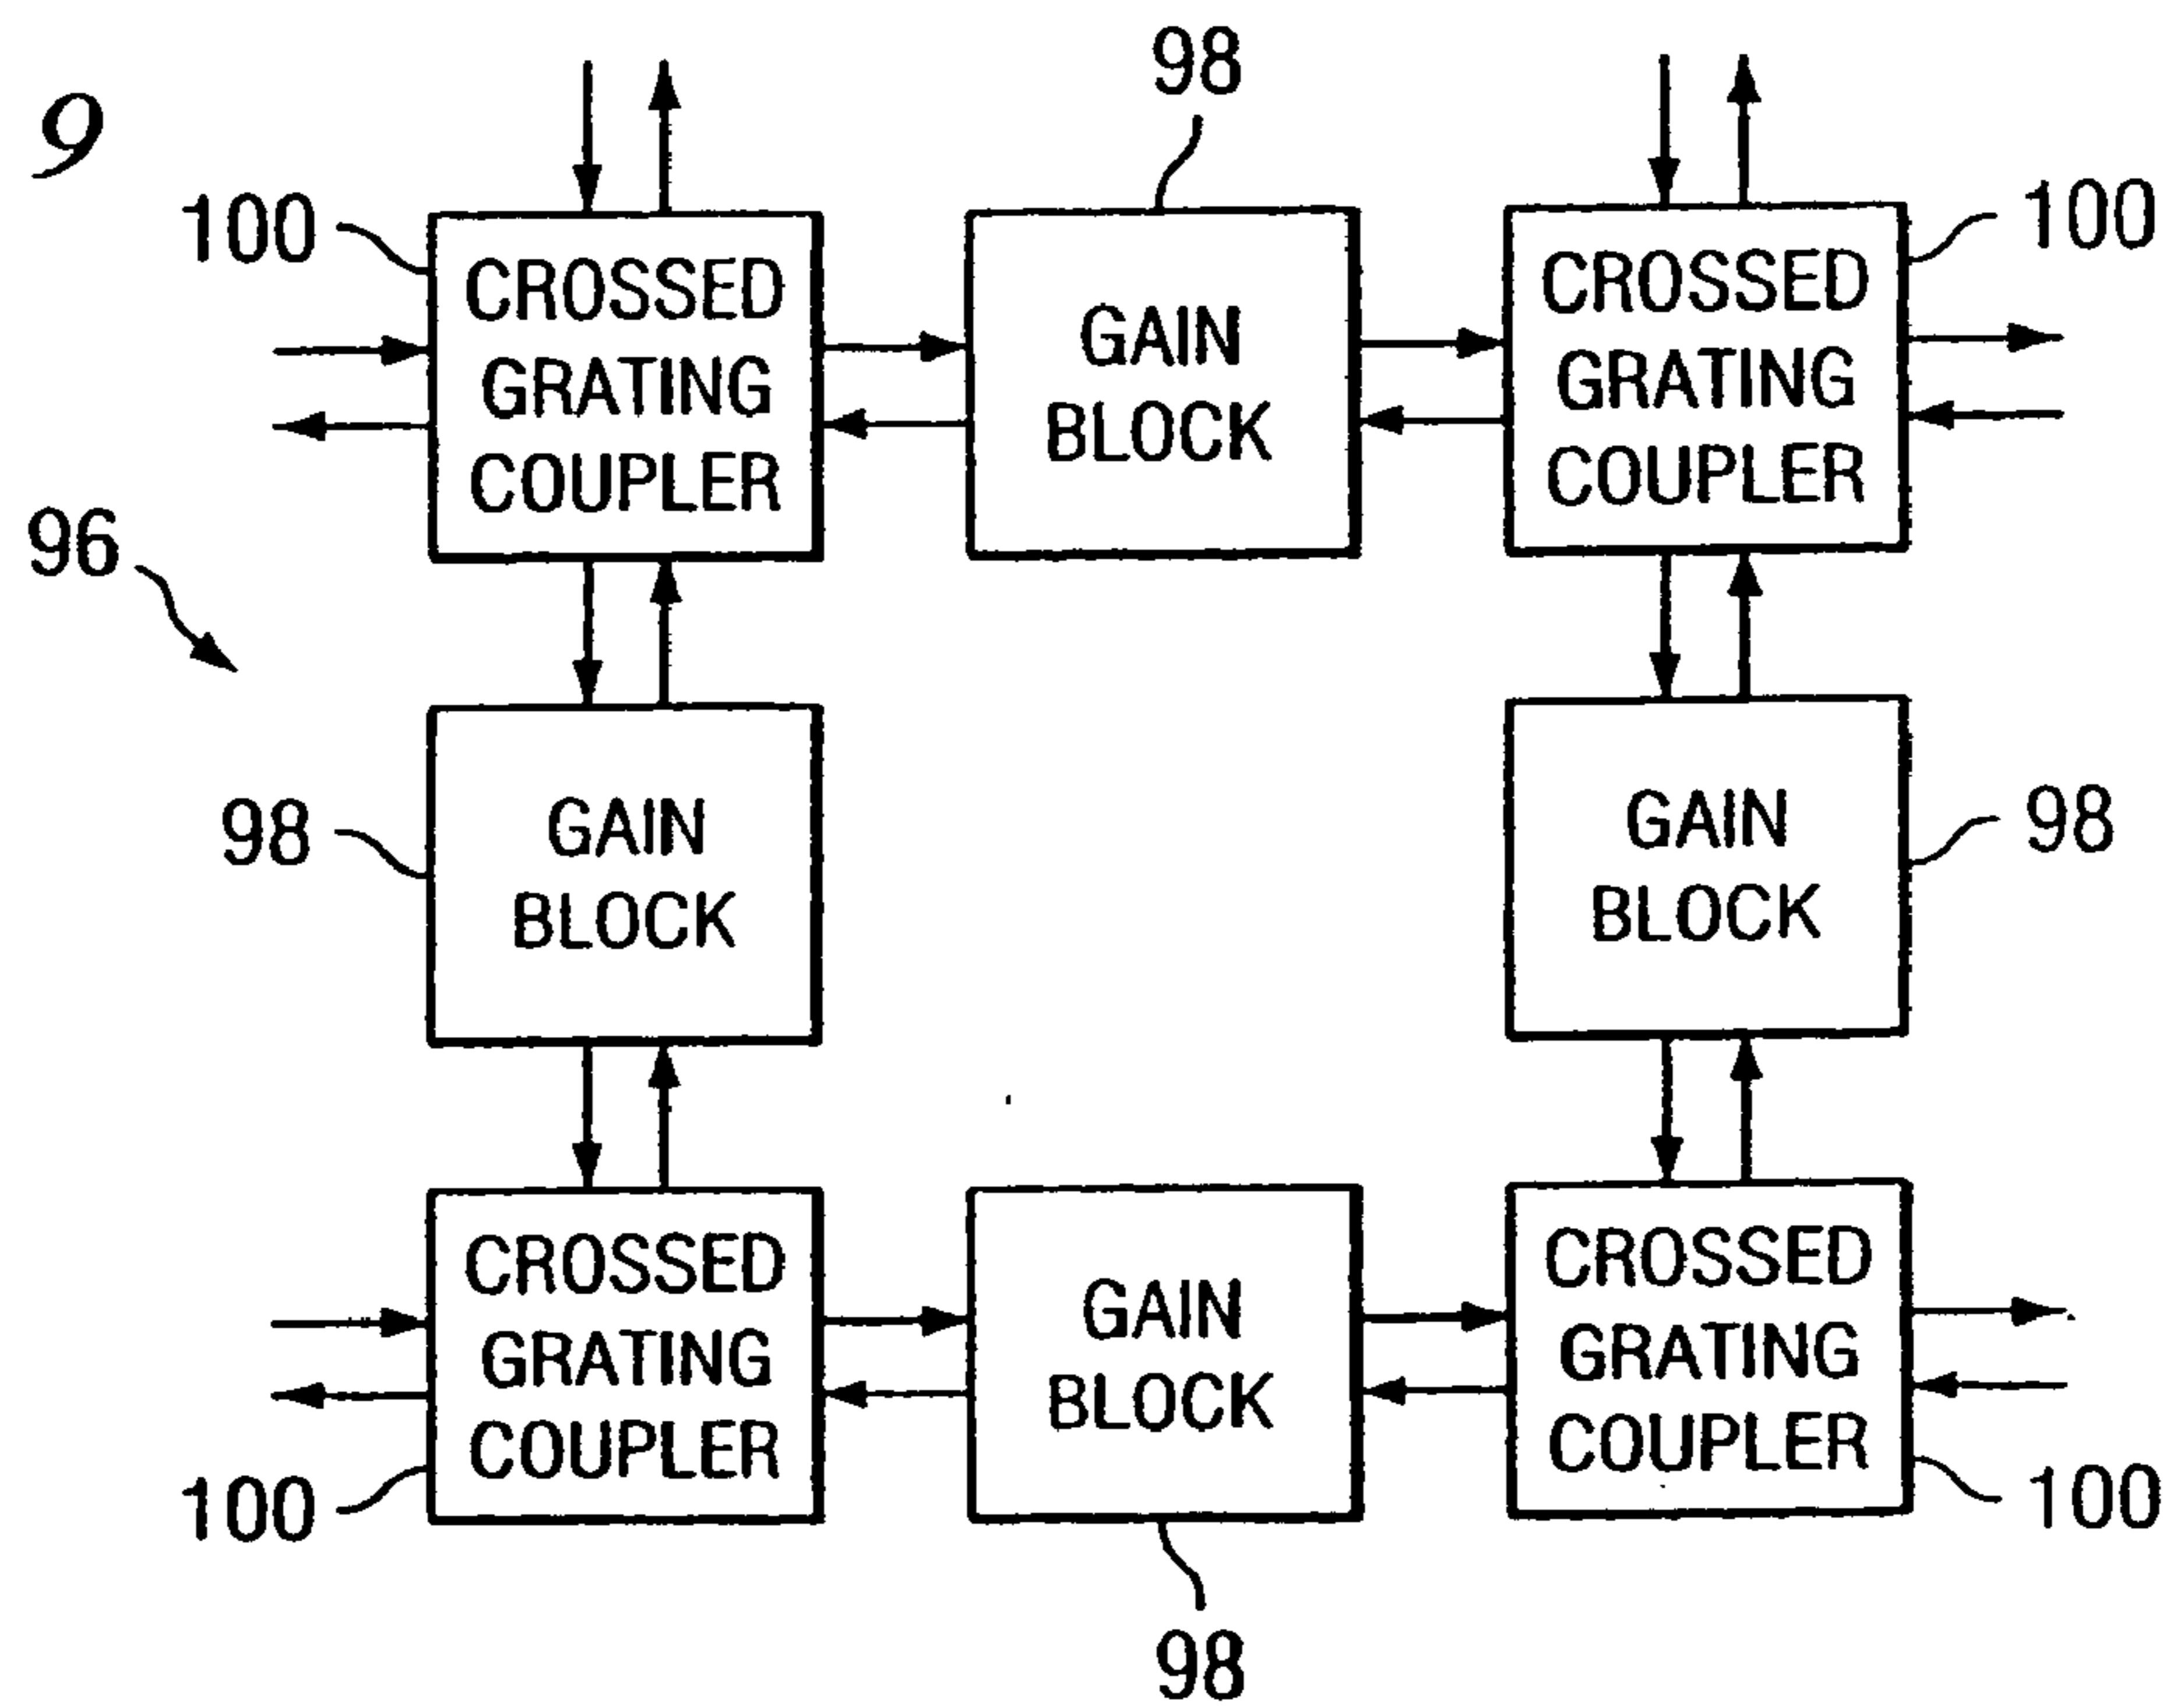 98
9
100
CROSSED
GRATING
COUPLER
GAIN
BLOCK
CROSSED
GRATING
COUPLER
100
96
98
GAIN
BLOCK
GAIN
BLOCK
98
CROSSED
GRATING
COUPLER
100
GAIN
BLOCK
98
CROSSED
GRATING
COUPLER
100